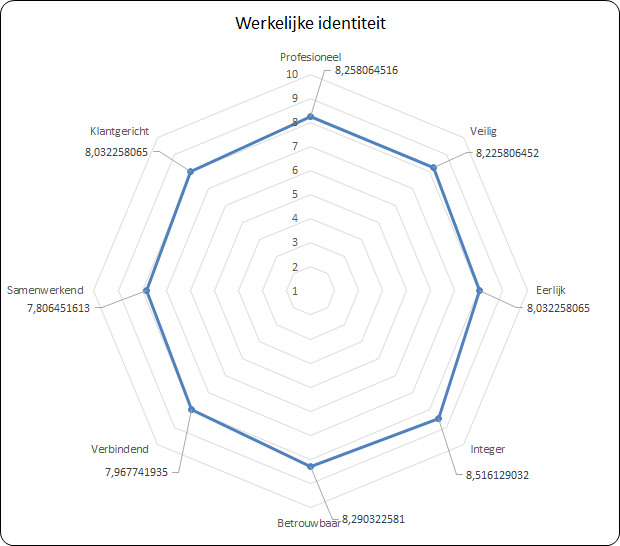 Werkelijke identiteit
Profesioneel
8,258064516
10
9
8
7
6
5
4
3
2
1
Veilig
8,225806452
Eerlijk
8,032258065
Integer
8,516129032
Betrouwbaar
8,290322581
Verbindend
7,967741935
Samenwerkend
7,806451613
Klantgericht
8,032258065